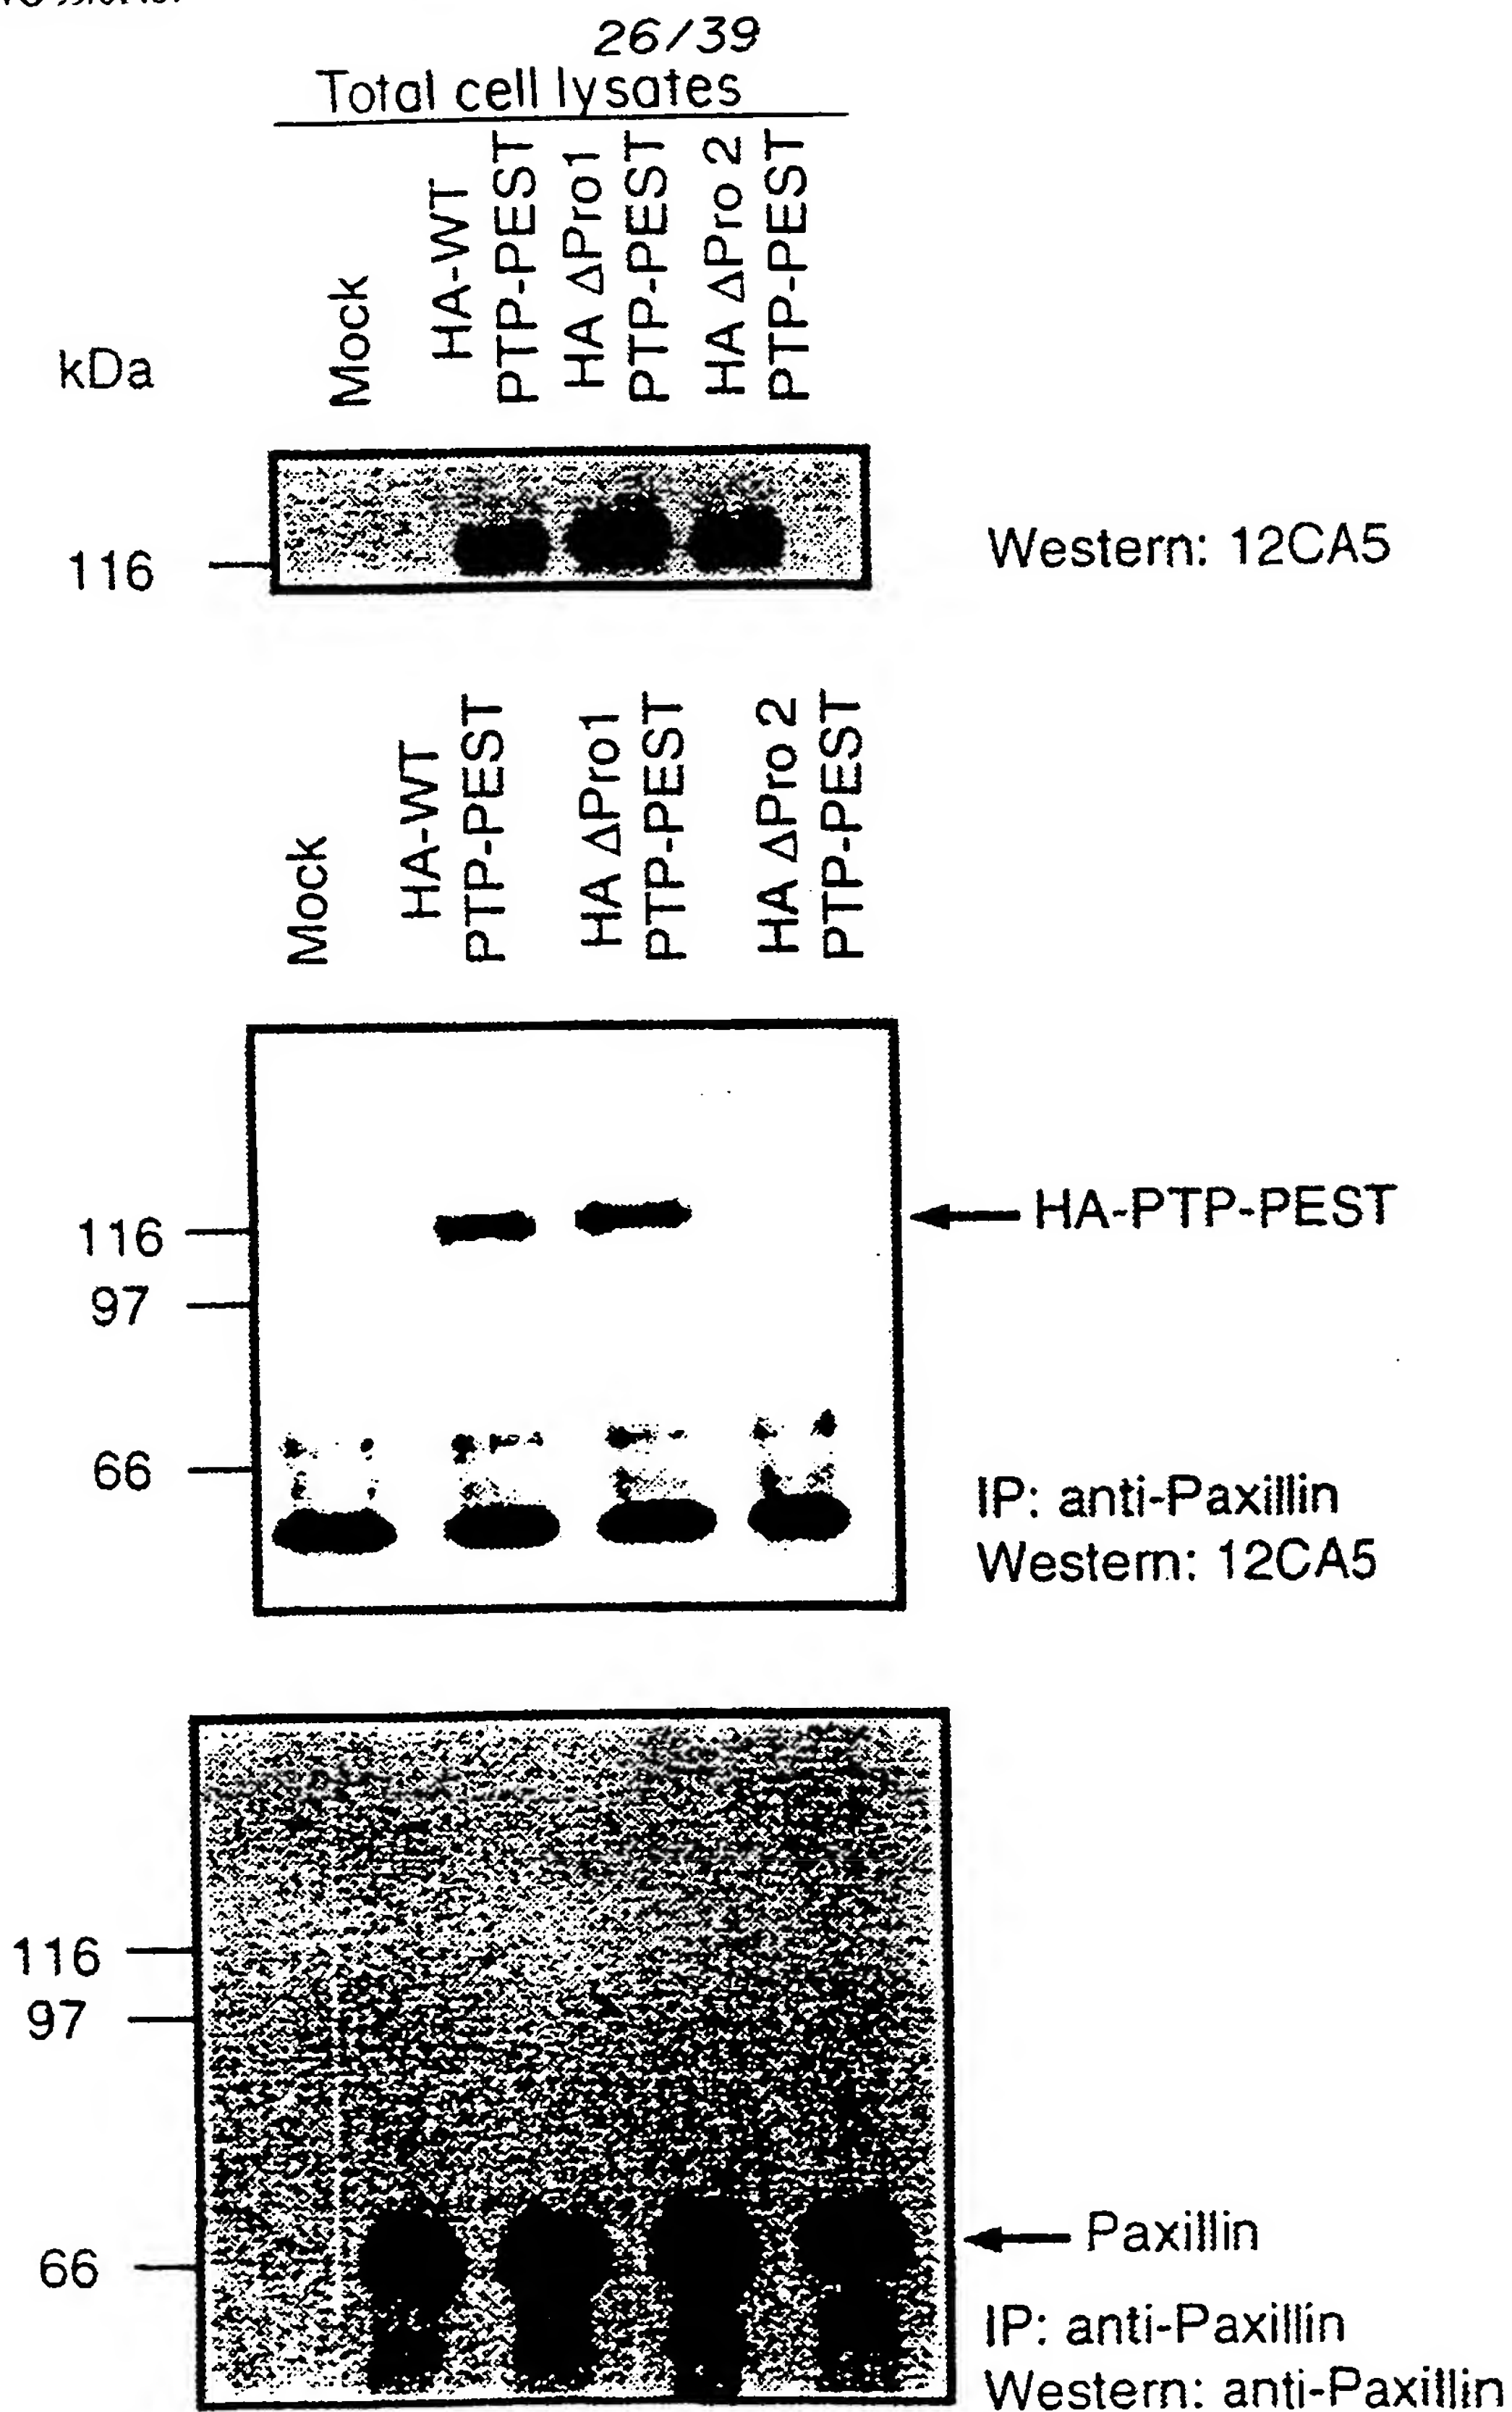 26/39
Total cell lysates
kDa
Mock
HA-WT
PTP-PEST
HA ΔPro1
PTP-PEST
HA ΔPro 2
PTP-PEST
116
Western: 12CA5
Mock
HA-WT
PTP-PEST
HA ΔPro1
PTP-PEST
HA ΔPro 2
PTP-PEST
116
HA-PTP-PEST
97
66
IP: anti-Paxillin
Western: 12CA5
116
97
66
Paxillin
IP: anti-Paxillin
Western: anti-Paxillin